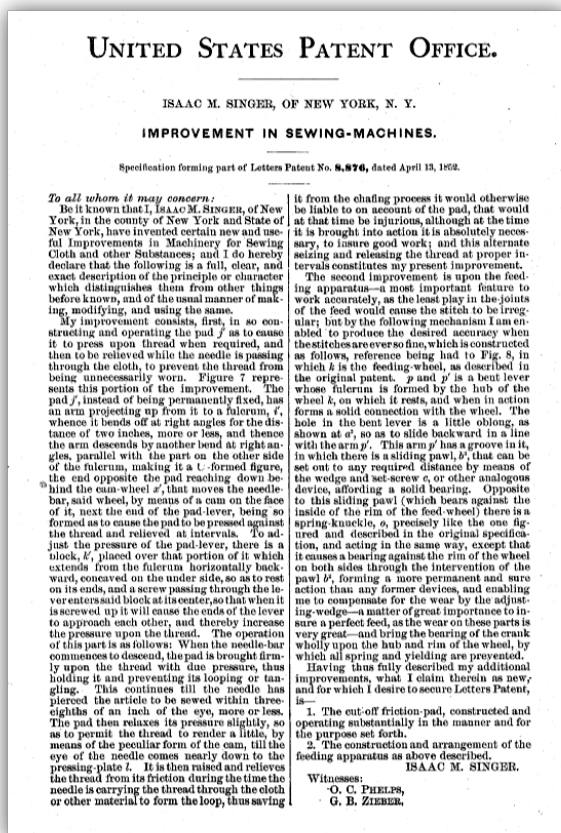 UNITED STATES PATENT OFFICE.
ISAAC M. SINGER, OF NEW YORK, N. Y.
IMPROVEMENT IN SEWING-MACHINES.
Specification forming part of Letters Patent No. 8,876, dated April 13, 1852.
To all whom it may concern:
Be it known that I, ISAAC M. SINGER, of New
York, in the county of New York and State of
New York, have invented certain new and use-
ful Improvements in Machinery for Sewing
Cloth and other Substances; and I do hereby
declare that the following is a full, clear, and
exact description of the principle or character
which distinguishes them from other things
before known, and of the usual manner of mak-
ing, modifying, and using the same.
My improvement consists, first, in so con-
structing and operating the pad f as to cause
it to press upon thread when required, and
then to be relieved while the needle is passing
through the cloth, to prevent the thread from
being unnecessarily worn. Figure 7 repre-
sents this portion of the improvement. The
pad f, instead of being permanently fixed, has
an arm projecting up from it to a fulcrum, i',
whence it bends off at right angles for the dis-
tance of two inches, more or less, and thence
the arm descends by another bend at right an-
gles, parallel with the part on the other side
of the fulcrum, making it a U-formed figure,
the end opposite the pad reaching down be-
hind the cam-wheel x', that moves the needle-
bar, said wheel, by means of a cam on the face
of it, next the end of the pad-lever, being so
formed as to cause the pad to be pressed against
the thread and relieved at intervals. To ad-
just the pressure of the pad-lever, there is a
block, k', placed over that portion of it which
extends from the fulcrum horizontally back-
ward, concaved on the under side, so as to rest
on its ends, and a screw passing through the le-
ver enters said block at its center, so that when it
is screwed up it will cause the ends of the lever
to approach each other, and thereby increase
the pressure upon the thread. The operation
of this part is as follows: When the needle-bar
commences to descend, the pad is brought firm-
ly upon the thread with due pressure, thus
holding it and preventing its looping or tan-
gling. This continues till the needle has
pierced the article to be sewed within three-
eighths of an inch of the eye, more or less.
The pad then relaxes its pressure slightly, so
as to permit the thread to render a little, by
means of the peculiar form of the cam, till the
eye of the needle comes nearly down to the
pressing-plate l. It is then raised and relieves
the thread from its friction during the time the
needle is carrying the thread through the cloth
or other material to form the loop, thus saving
it from the chafing process it would otherwise
be liable to on account of the pad, that would
at that time be injurious, although at the time
it is brought into action it is absolutely neces-
sary, to insure good work; and this alternate
seizing and releasing the thread at proper in-
tervals constitutes my present improvement.
The second improvement is upon the feed-
ing apparatus—a most important feature to
work accurately, as the least play in the joints
of the feed would cause the stitch to be irreg-
ular; but by the following mechanism I am en-
abled to produce the desired accuracy when
the stitches are ever so fine, which is constructed
as follows, reference being had to Fig. 8, in
which k is the feeding-wheel, as described in
the original patent. p and p' is a bent lever
whose fulcrum is formed by the hub of the
wheel k, on which it rests, and when in action
forms a solid connection with the wheel. The
hole in the bent lever is a little oblong, as
shown at a², so as to slide backward in a line
with the arm p'. This arm p' has a groove in it,
in which there is a sliding pawl, b², that can be
set out to any required distance by means of
the wedge and set-screw c, or other analogous
device, affording a solid bearing. Opposite
to this sliding pawl (which bears against the
inside of the rim of the feed-wheel) there is a
spring-knuckle, o, precisely like the one fig-
ured and described in the original specifica-
tion, and acting in the same way, except that
it causes a bearing against the rim of the wheel
on both sides through the intervention of the
pawl b², forming a more permanent and sure
action than any former devices, and enabling
me to compensate for the wear by the adjust-
ing-wedge—a matter of great importance to in-
sure a perfect feed, as the wear on these parts is
very great—and bring the bearing of the crank
wholly upon the hub and rim of the wheel, by
which all spring and yielding are prevented.
Having thus fully described my additional
improvements, what I claim therein as new,
and for which I desire to secure Letters Patent,
is—
1. The cut-off friction-pad, constructed and
operating substantially in the manner and for
the purpose set forth.
2. The construction and arrangement of the
feeding apparatus as above described.
ISAAC M. SINGER.
Witnesses:
O. C. PHELPS,
G. B. ZIEBER,